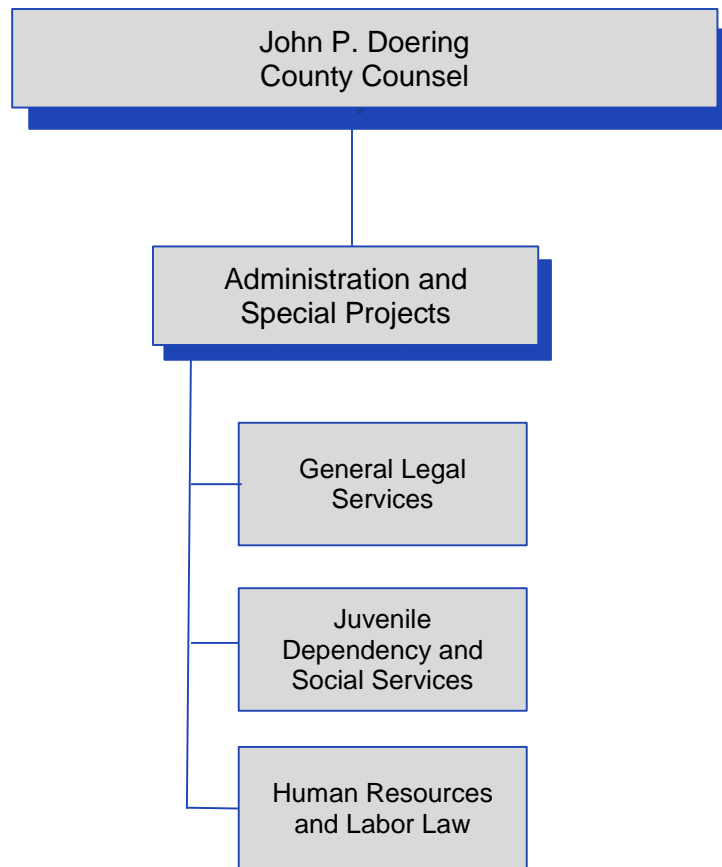 John P. Doering
County Counsel
Administration and
Special Projects
General Legal
Services
Juvenile
Dependency and
Social Services
Human Resources
and Labor Law